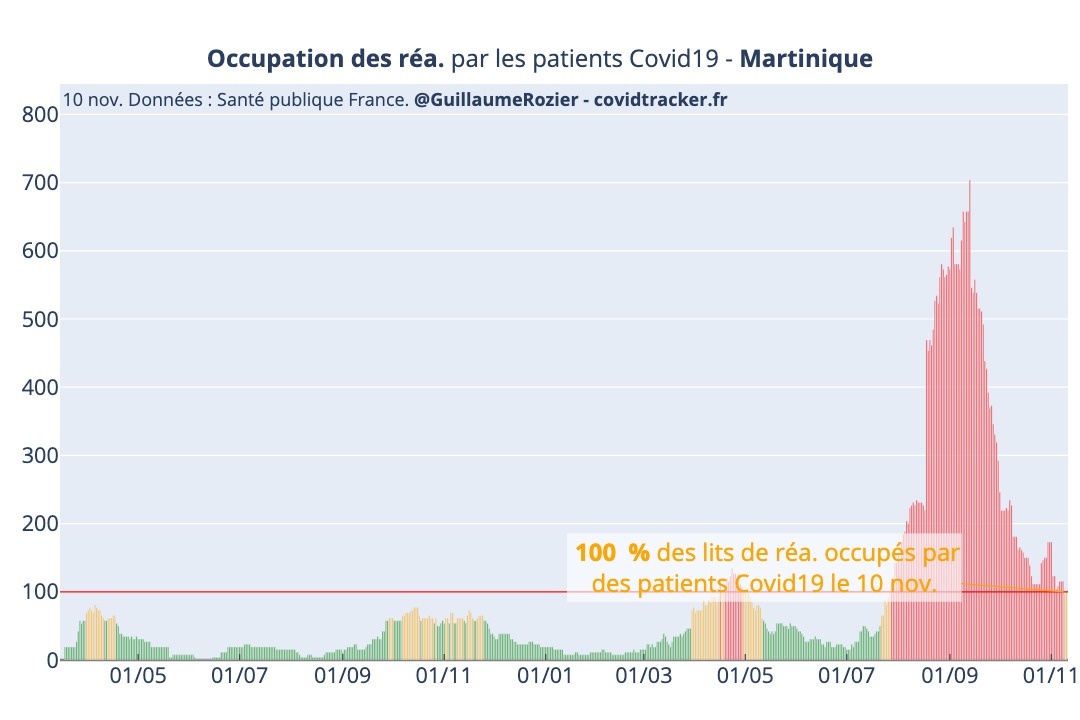 Occupation des réa. par les patients Covid19 - Martinique
10 nov. Données : Santé publique France. @GuillaumeRozier - covidtracker.fr
800
700
600
500
400
300
200
100 % des lits de réa. occupés par
des patients Covid19 le 10 nov.
100
0
01/05 01/07 01/09 01/11 01/01 01/03 01/05 01/07 01/09 01/11